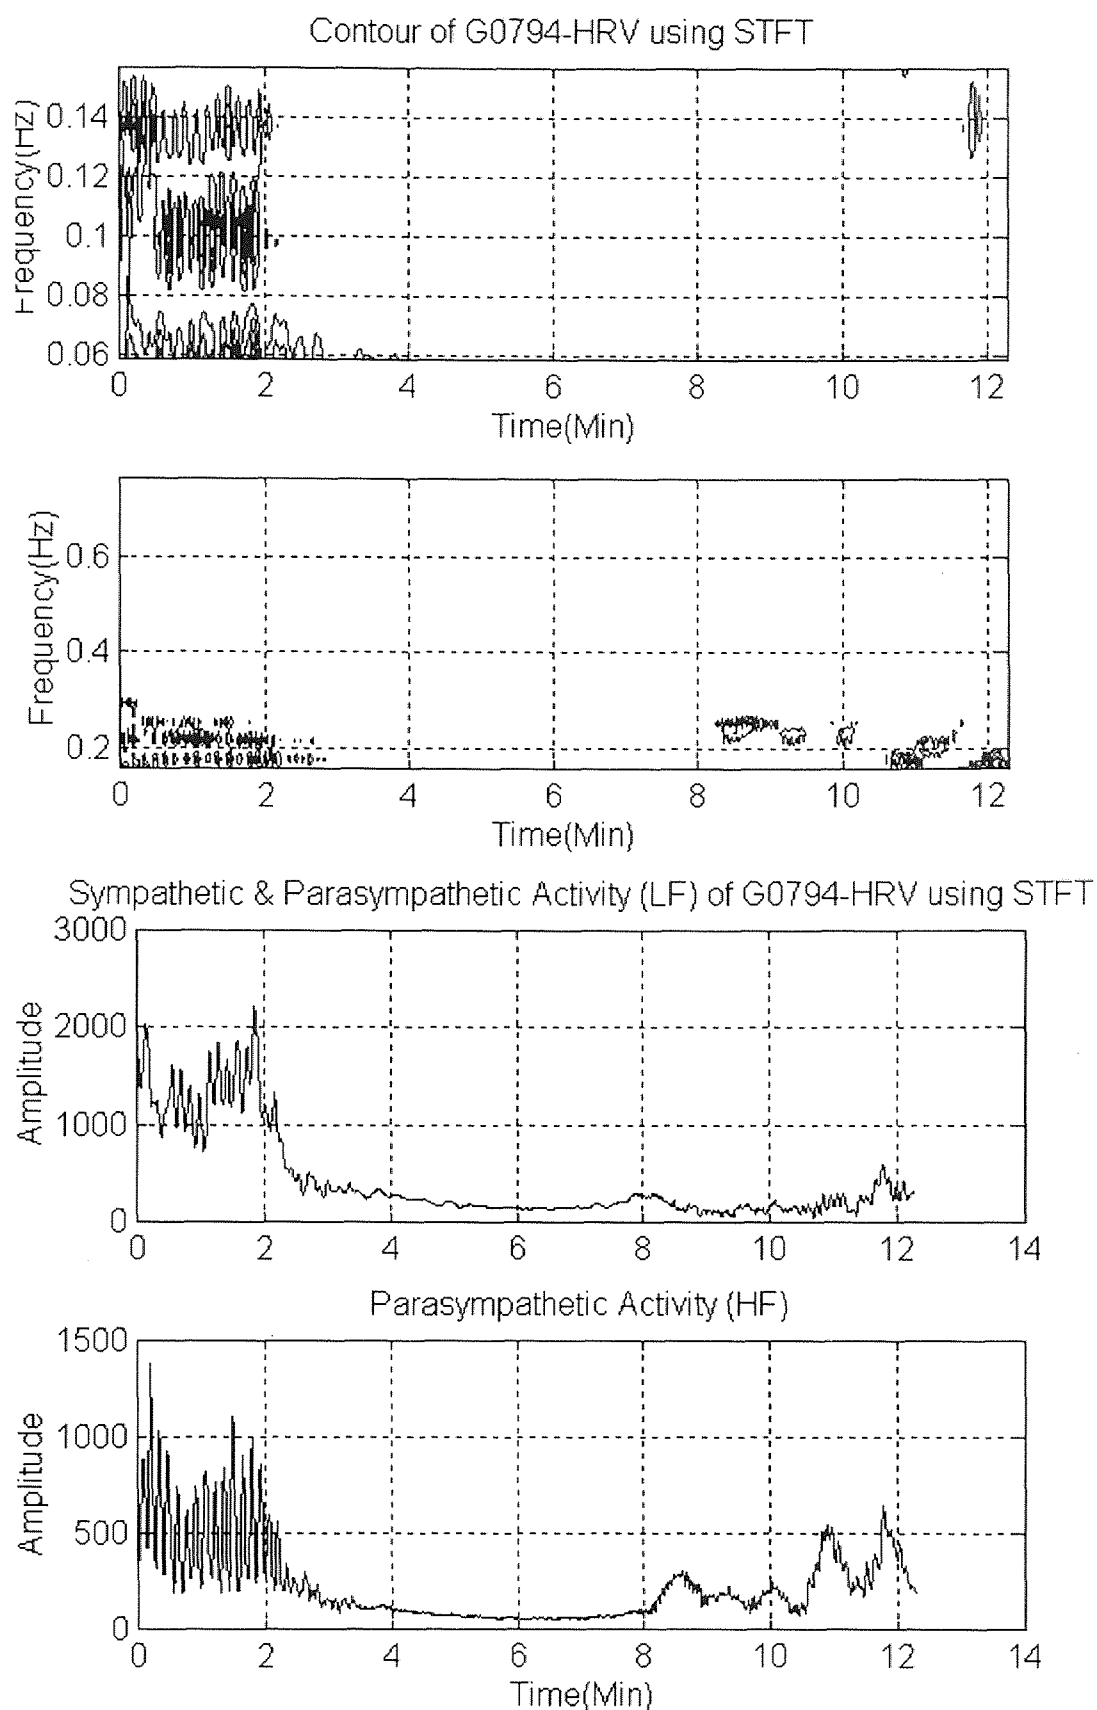 Contour of G0794-HRV using STFT
Frequency(Hz)
0.14
0.12
0.1
0.08
0.06
0 2 4 6 8 10 12
Time(Min)
Frequency(Hz)
0.6
0.4
0.2
0 2 4 6 8 10 12
Time(Min)
Sympathetic & Parasympathetic Activity (LF) of G0794-HRV using STFT
Amplitude
3000
2000
1000
0
0 2 4 6 8 10 12 14
Parasympathetic Activity (HF)
Amplitude
1500
1000
500
0
0 2 4 6 8 10 12 14
Time(Min)